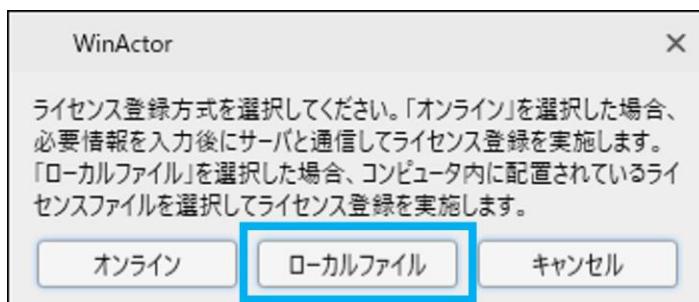 WinActor
ライセンス登録方式を選択してください。「オンライン」を選択した場合、
必要情報を入力後にサーバと通信してライセンス登録を実施します。
「ローカルファイル」を選択した場合、コンピュータ内に配置されているライ
センスファイルを選択してライセンス登録を実施します。
オンライン ローカルファイル キャンセル